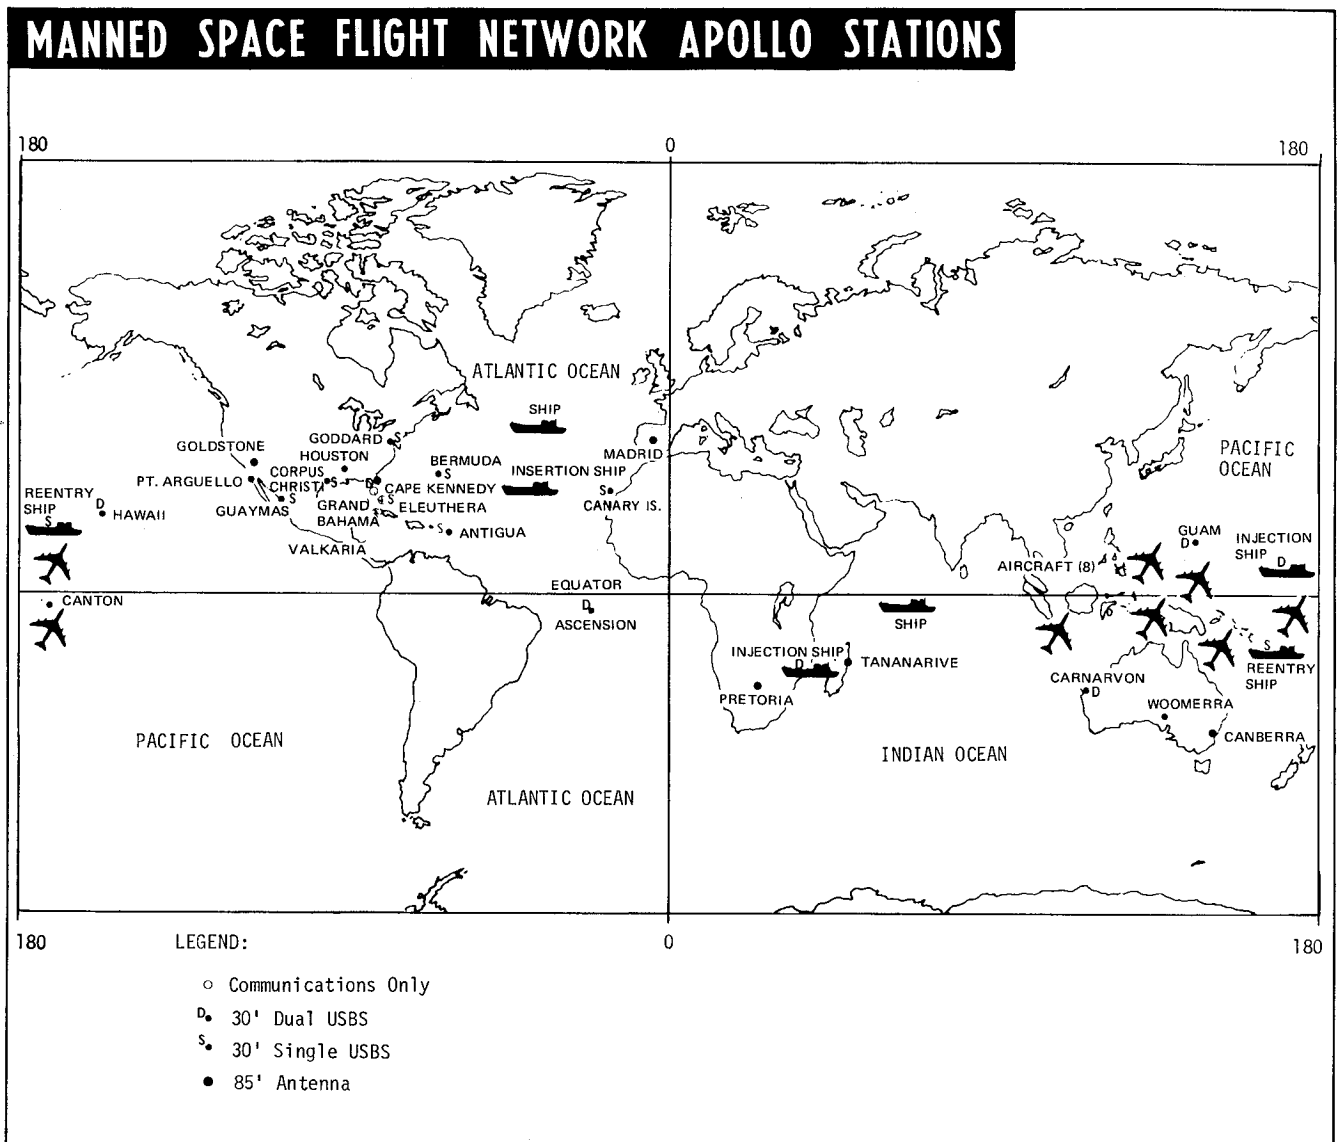 MANNED SPACE FLIGHT NETWORK APOLLO STATIONS
180 0 180
ATLANTIC OCEAN
SHIP
GODDARD S
GOLDSTONE
HOUSTON
MADRID
PACIFIC
OCEAN
BERMUDA
S
CORPUS
CHRISTI S
INSERTION SHIP
PT. ARGUELLO
D
CAPE KENNEDY
S
CANARY IS.
REENTRY
SHIP
S
D
HAWAII
GUAYMAS
S
GRAND
BAHAMA
S
S
ELEUTHERA
S
ANTIGUA
VALKARIA
GUAM
D
INJECTION
SHIP
D
AIRCRAFT (8)
EQUATOR
CANTON
D
ASCENSION
SHIP
INJECTION SHIP
D
TANANARIVE
S
REENTRY
SHIP
CARNARVON
D
PRETORIA
WOOMERRA
CANBERRA
PACIFIC OCEAN
INDIAN OCEAN
ATLANTIC OCEAN
180 0 180
LEGEND:
Communications Only
D 30' Dual USBS
S 30' Single USBS
85' Antenna